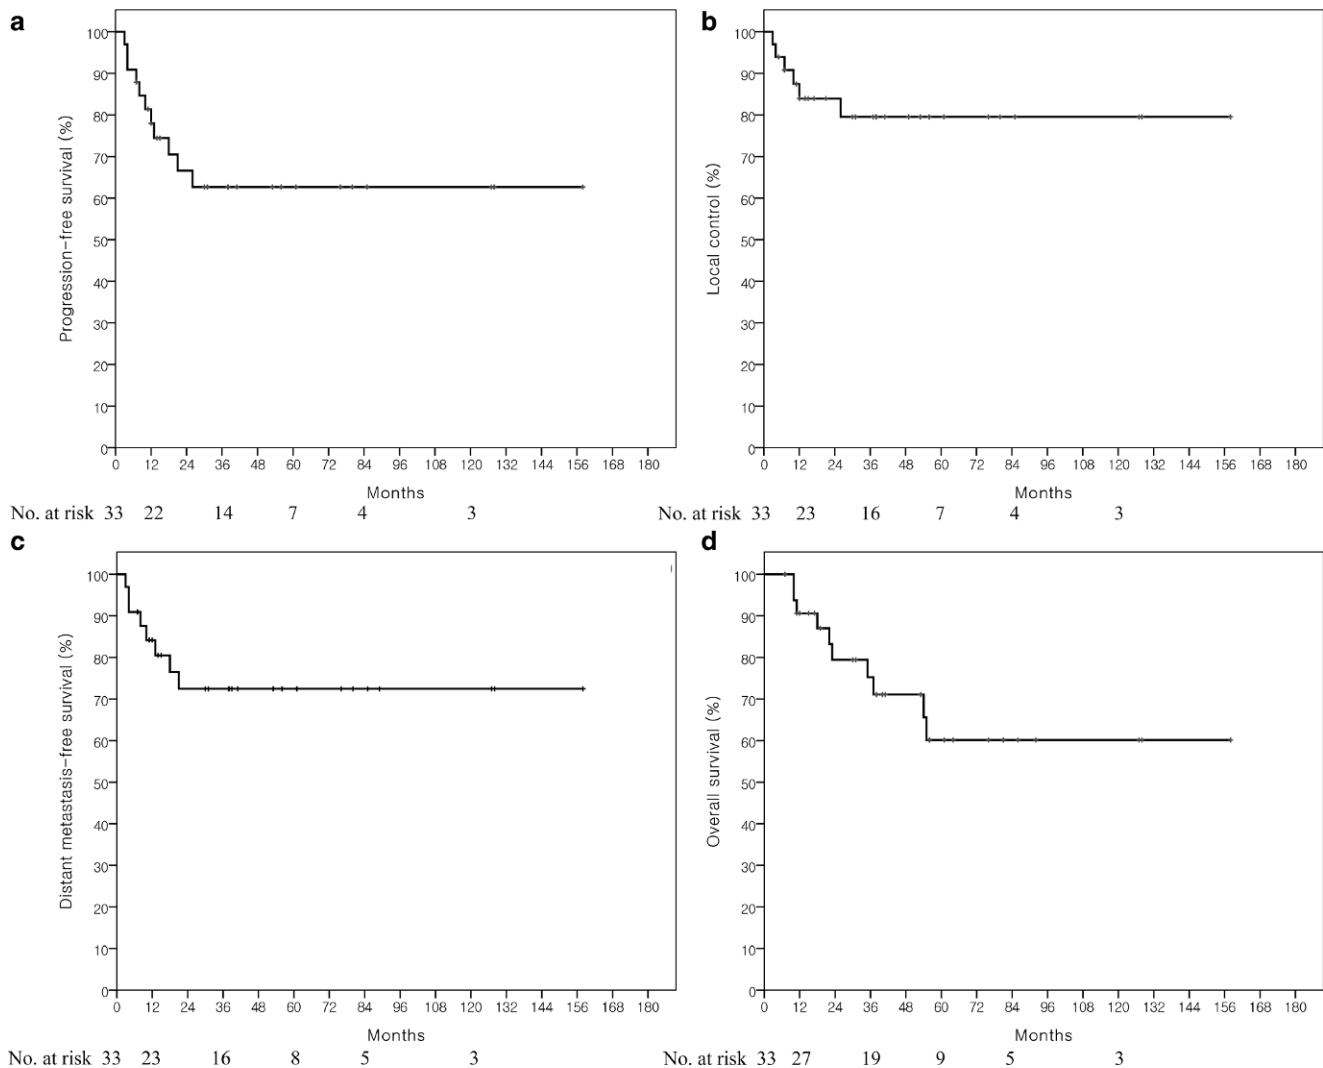 a
Progression-free survival (%)
100
90
80
70
60
50
40
30
20
10
0
0 12 24 36 48 60 72 84 96 108 120 132 144 156 168 180
Months
No. at risk 33 22 14 7 4 3
b
Local control (%)
100
90
80
70
60
50
40
30
20
10
0
0 12 24 36 48 60 72 84 96 108 120 132 144 156 168 180
Months
No. at risk 33 23 16 7 4 3
c
Distant metastasis-free survival (%)
100
90
80
70
60
50
40
30
20
10
0
0 12 24 36 48 60 72 84 96 108 120 132 144 156 168 180
Months
No. at risk 33 23 16 8 5 3
d
Overall survival (%)
100
90
80
70
60
50
40
30
20
10
0
0 12 24 36 48 60 72 84 96 108 120 132 144 156 168 180
Months
No. at risk 33 27 19 9 5 3